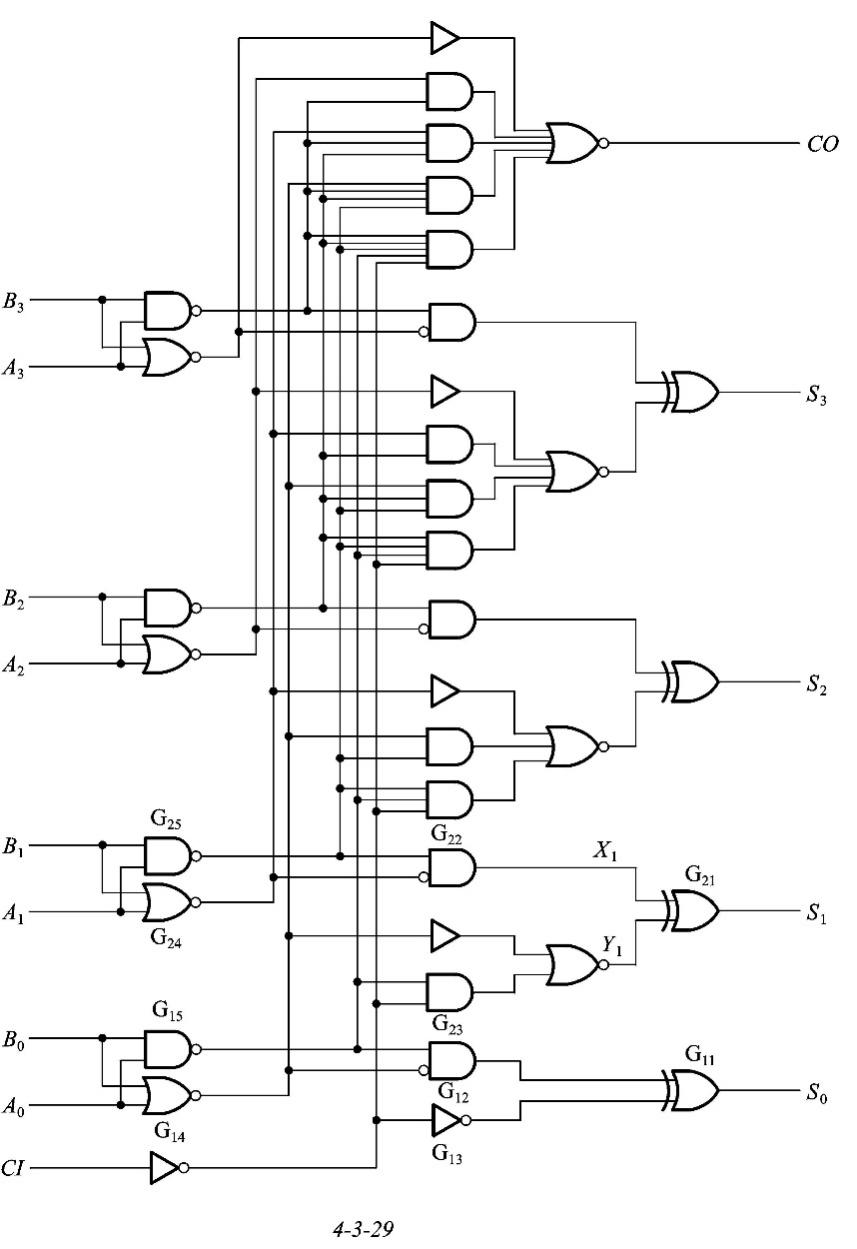 CO
B₃
A₃
S₃
B₂
A₂
S₂
G₂₂
G₂₅
B₁
X₁
G₂₁
A₁
S₁
G₂₄
Y₁
G₁₅
G₂₃
B₀
G₁₁
G₁₂
S₀
A₀
G₁₄
G₁₃
CI
4-3-29